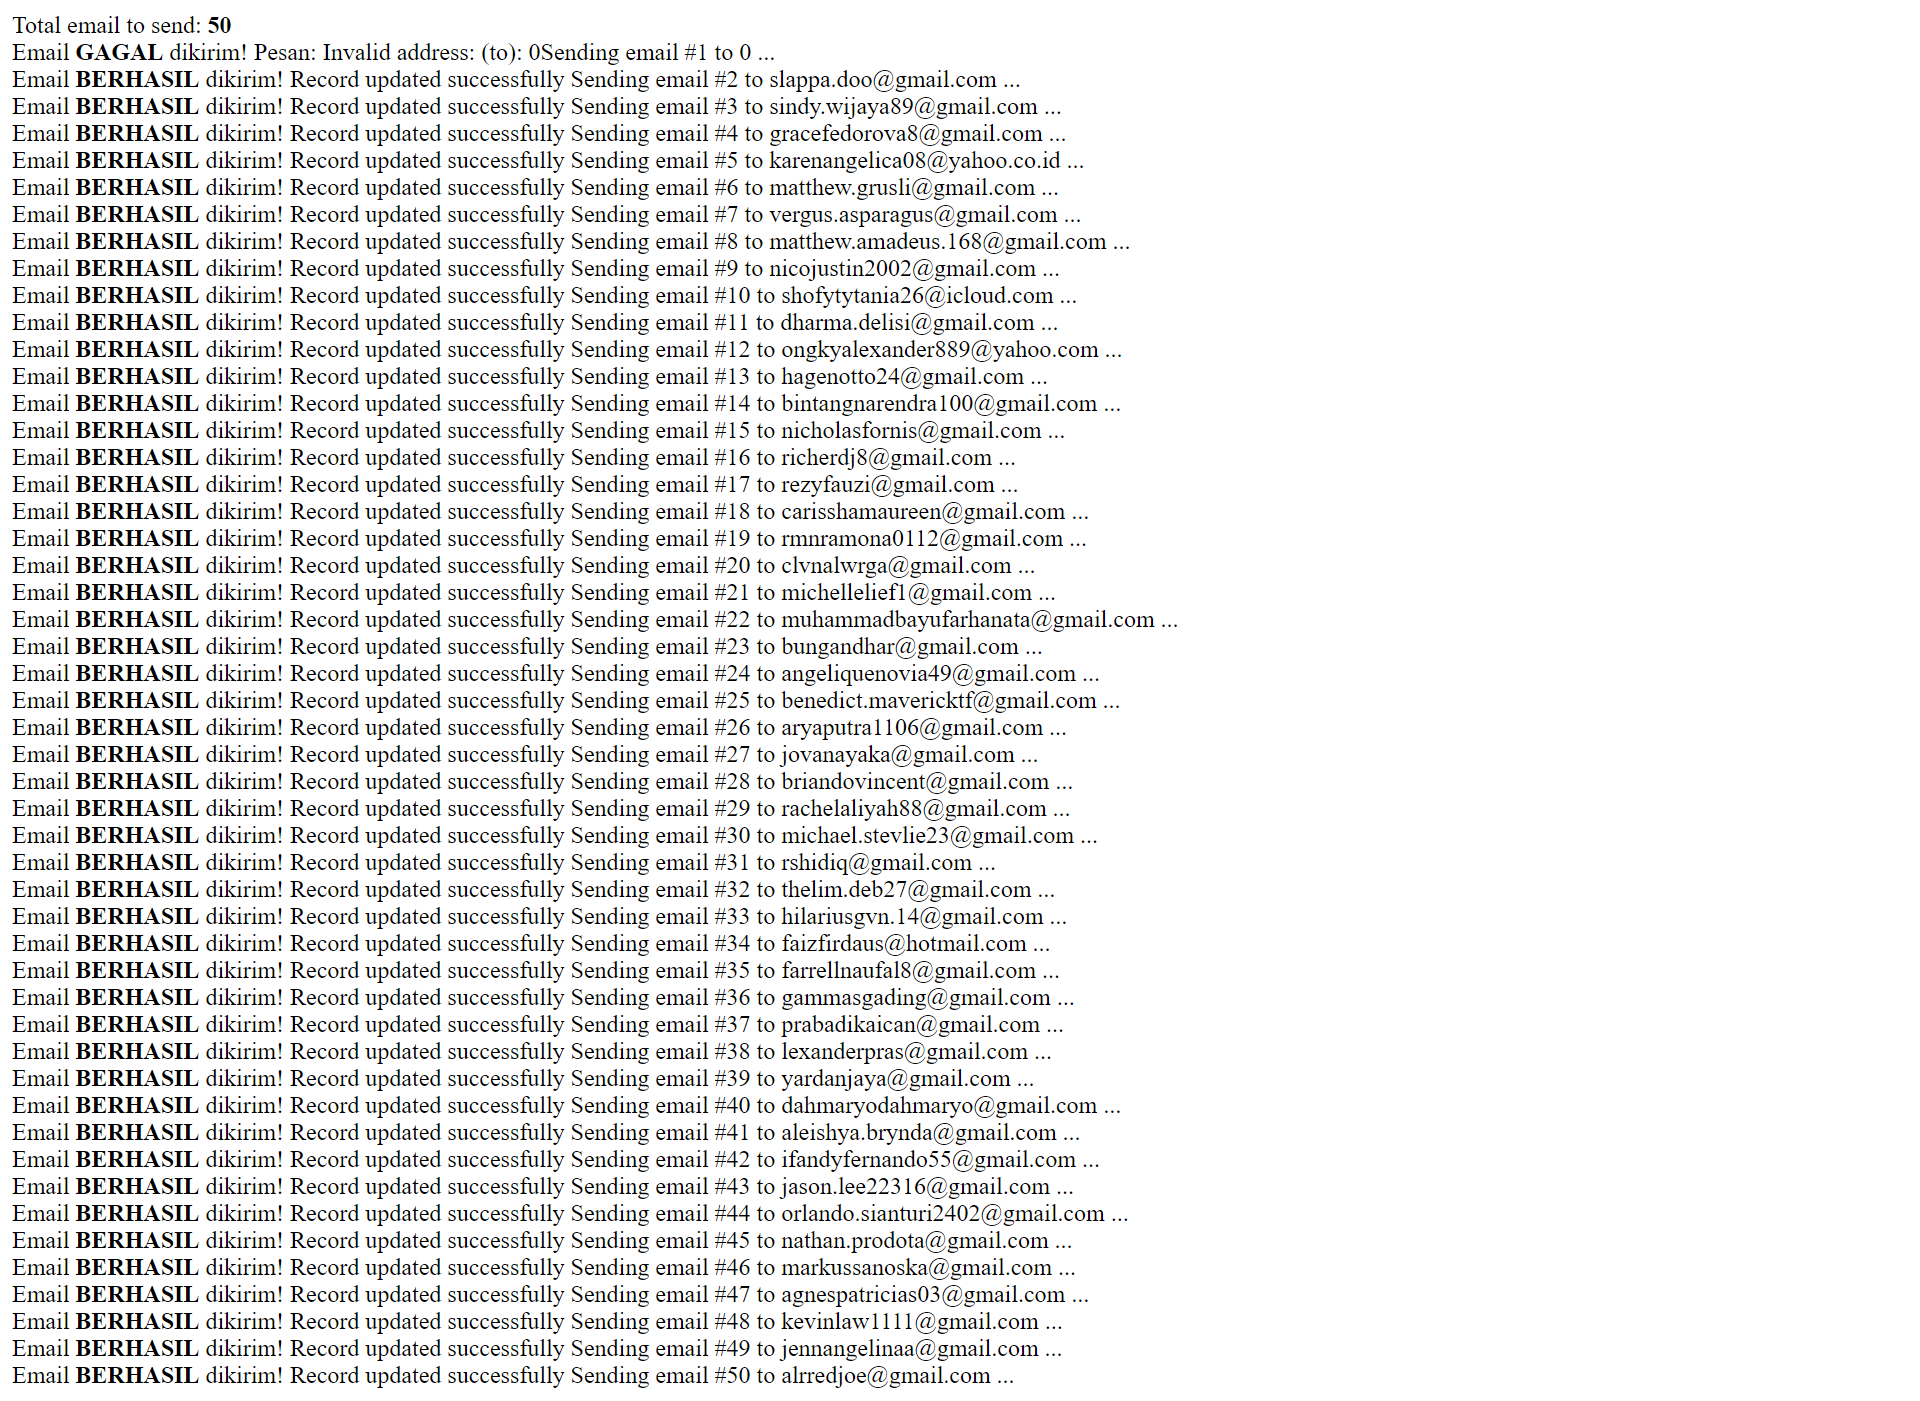 Total email to send: 50
Email GAGAL dikirim! Pesan: Invalid address: (to): 0Sending email #1 to 0 ...
Email BERHASIL dikirim! Record updated successfully Sending email #2 to slappa.doo@gmail.com ...
Email BERHASIL dikirim! Record updated successfully Sending email #3 to sindy.wijaya89@gmail.com ...
Email BERHASIL dikirim! Record updated successfully Sending email #4 to gracefedorova8@gmail.com ...
Email BERHASIL dikirim! Record updated successfully Sending email #5 to karenangelica08@yahoo.co.id ...
Email BERHASIL dikirim! Record updated successfully Sending email #6 to matthew.grusli@gmail.com ...
Email BERHASIL dikirim! Record updated successfully Sending email #7 to vergus.asparagus@gmail.com ...
Email BERHASIL dikirim! Record updated successfully Sending email #8 to matthew.amadeus.168@gmail.com ...
Email BERHASIL dikirim! Record updated successfully Sending email #9 to nicojustin2002@gmail.com ...
Email BERHASIL dikirim! Record updated successfully Sending email #10 to shofytytania26@icloud.com ...
Email BERHASIL dikirim! Record updated successfully Sending email #11 to dharma.delisi@gmail.com ...
Email BERHASIL dikirim! Record updated successfully Sending email #12 to ongkyalexander889@yahoo.com ...
Email BERHASIL dikirim! Record updated successfully Sending email #13 to hagenotto24@gmail.com ...
Email BERHASIL dikirim! Record updated successfully Sending email #14 to bintangnarendra100@gmail.com ...
Email BERHASIL dikirim! Record updated successfully Sending email #15 to nicholasfornis@gmail.com ...
Email BERHASIL dikirim! Record updated successfully Sending email #16 to richerdj8@gmail.com ...
Email BERHASIL dikirim! Record updated successfully Sending email #17 to rezyfauzi@gmail.com ...
Email BERHASIL dikirim! Record updated successfully Sending email #18 to carisshamaureen@gmail.com ...
Email BERHASIL dikirim! Record updated successfully Sending email #19 to rmnramona0112@gmail.com ...
Email BERHASIL dikirim! Record updated successfully Sending email #20 to clvnalwrga@gmail.com ...
Email BERHASIL dikirim! Record updated successfully Sending email #21 to michellelief1@gmail.com ...
Email BERHASIL dikirim! Record updated successfully Sending email #22 to muhammadbayufarhanata@gmail.com ...
Email BERHASIL dikirim! Record updated successfully Sending email #23 to bungandhar@gmail.com ...
Email BERHASIL dikirim! Record updated successfully Sending email #24 to angeliquenovia49@gmail.com ...
Email BERHASIL dikirim! Record updated successfully Sending email #25 to benedict.mavericktf@gmail.com ...
Email BERHASIL dikirim! Record updated successfully Sending email #26 to aryaputra1106@gmail.com ...
Email BERHASIL dikirim! Record updated successfully Sending email #27 to jovanayaka@gmail.com ...
Email BERHASIL dikirim! Record updated successfully Sending email #28 to briandovincent@gmail.com ...
Email BERHASIL dikirim! Record updated successfully Sending email #29 to rachelaliyah88@gmail.com ...
Email BERHASIL dikirim! Record updated successfully Sending email #30 to michael.stevlie23@gmail.com ...
Email BERHASIL dikirim! Record updated successfully Sending email #31 to rshidiq@gmail.com ...
Email BERHASIL dikirim! Record updated successfully Sending email #32 to thelim.deb27@gmail.com ...
Email BERHASIL dikirim! Record updated successfully Sending email #33 to hilariusgvn.14@gmail.com ...
Email BERHASIL dikirim! Record updated successfully Sending email #34 to faizfirdaus@hotmail.com ...
Email BERHASIL dikirim! Record updated successfully Sending email #35 to farrellnaufal8@gmail.com ...
Email BERHASIL dikirim! Record updated successfully Sending email #36 to gammasgading@gmail.com ...
Email BERHASIL dikirim! Record updated successfully Sending email #37 to prabadikaican@gmail.com ...
Email BERHASIL dikirim! Record updated successfully Sending email #38 to lexanderpras@gmail.com ...
Email BERHASIL dikirim! Record updated successfully Sending email #39 to yardanjaya@gmail.com ...
Email BERHASIL dikirim! Record updated successfully Sending email #40 to dahmaryodahmaryo@gmail.com ...
Email BERHASIL dikirim! Record updated successfully Sending email #41 to aleishya.brynda@gmail.com ...
Email BERHASIL dikirim! Record updated successfully Sending email #42 to ifandyfernando55@gmail.com ...
Email BERHASIL dikirim! Record updated successfully Sending email #43 to jason.lee22316@gmail.com ...
Email BERHASIL dikirim! Record updated successfully Sending email #44 to orlando.sianturi2402@gmail.com ...
Email BERHASIL dikirim! Record updated successfully Sending email #45 to nathan.prodota@gmail.com ...
Email BERHASIL dikirim! Record updated successfully Sending email #46 to markussanoska@gmail.com ...
Email BERHASIL dikirim! Record updated successfully Sending email #47 to agnespatricias03@gmail.com ...
Email BERHASIL dikirim! Record updated successfully Sending email #48 to kevinlaw1111@gmail.com ...
Email BERHASIL dikirim! Record updated successfully Sending email #49 to jennangelinaa@gmail.com ...
Email BERHASIL dikirim! Record updated successfully Sending email #50 to alrredjoe@gmail.com ...